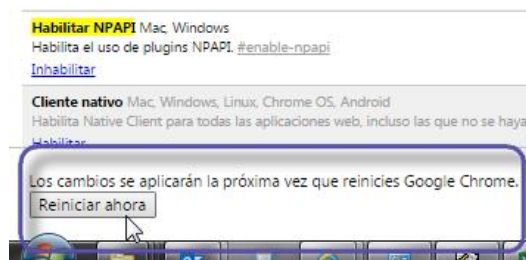 Habilitar NPAPI Mac, Windows
Habilita el uso de plugins NPAPI. #enable-npapi
Inhabilitar
Cliente nativo Mac, Windows, Linux, Chrome OS, Android
Habilita Native Client para todas las aplicaciones web, incluso las que no se haya
Habilitar
Los cambios se aplicarán la próxima vez que reinicies Google Chrome.
Reiniciar ahora